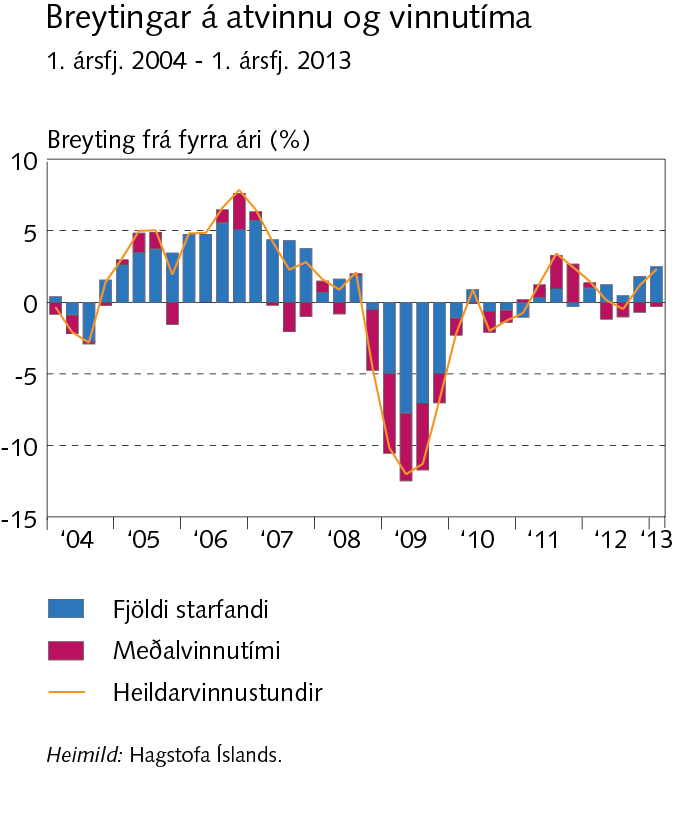 Breytingar á atvinnu og vinnutíma
1. ársfj. 2004 - 1. ársfj. 2013
Breyting frá fyrra ári (%)
10
5
0
-5
-10
-15
‘04 ‘05 ‘06 ‘07 ‘08 ‘09 ‘10 ‘11 ‘12 ‘13
Fjöldi starfandi
Meðalvinnutími
Heildarvinnustundir
Heimild: Hagstofa Íslands.